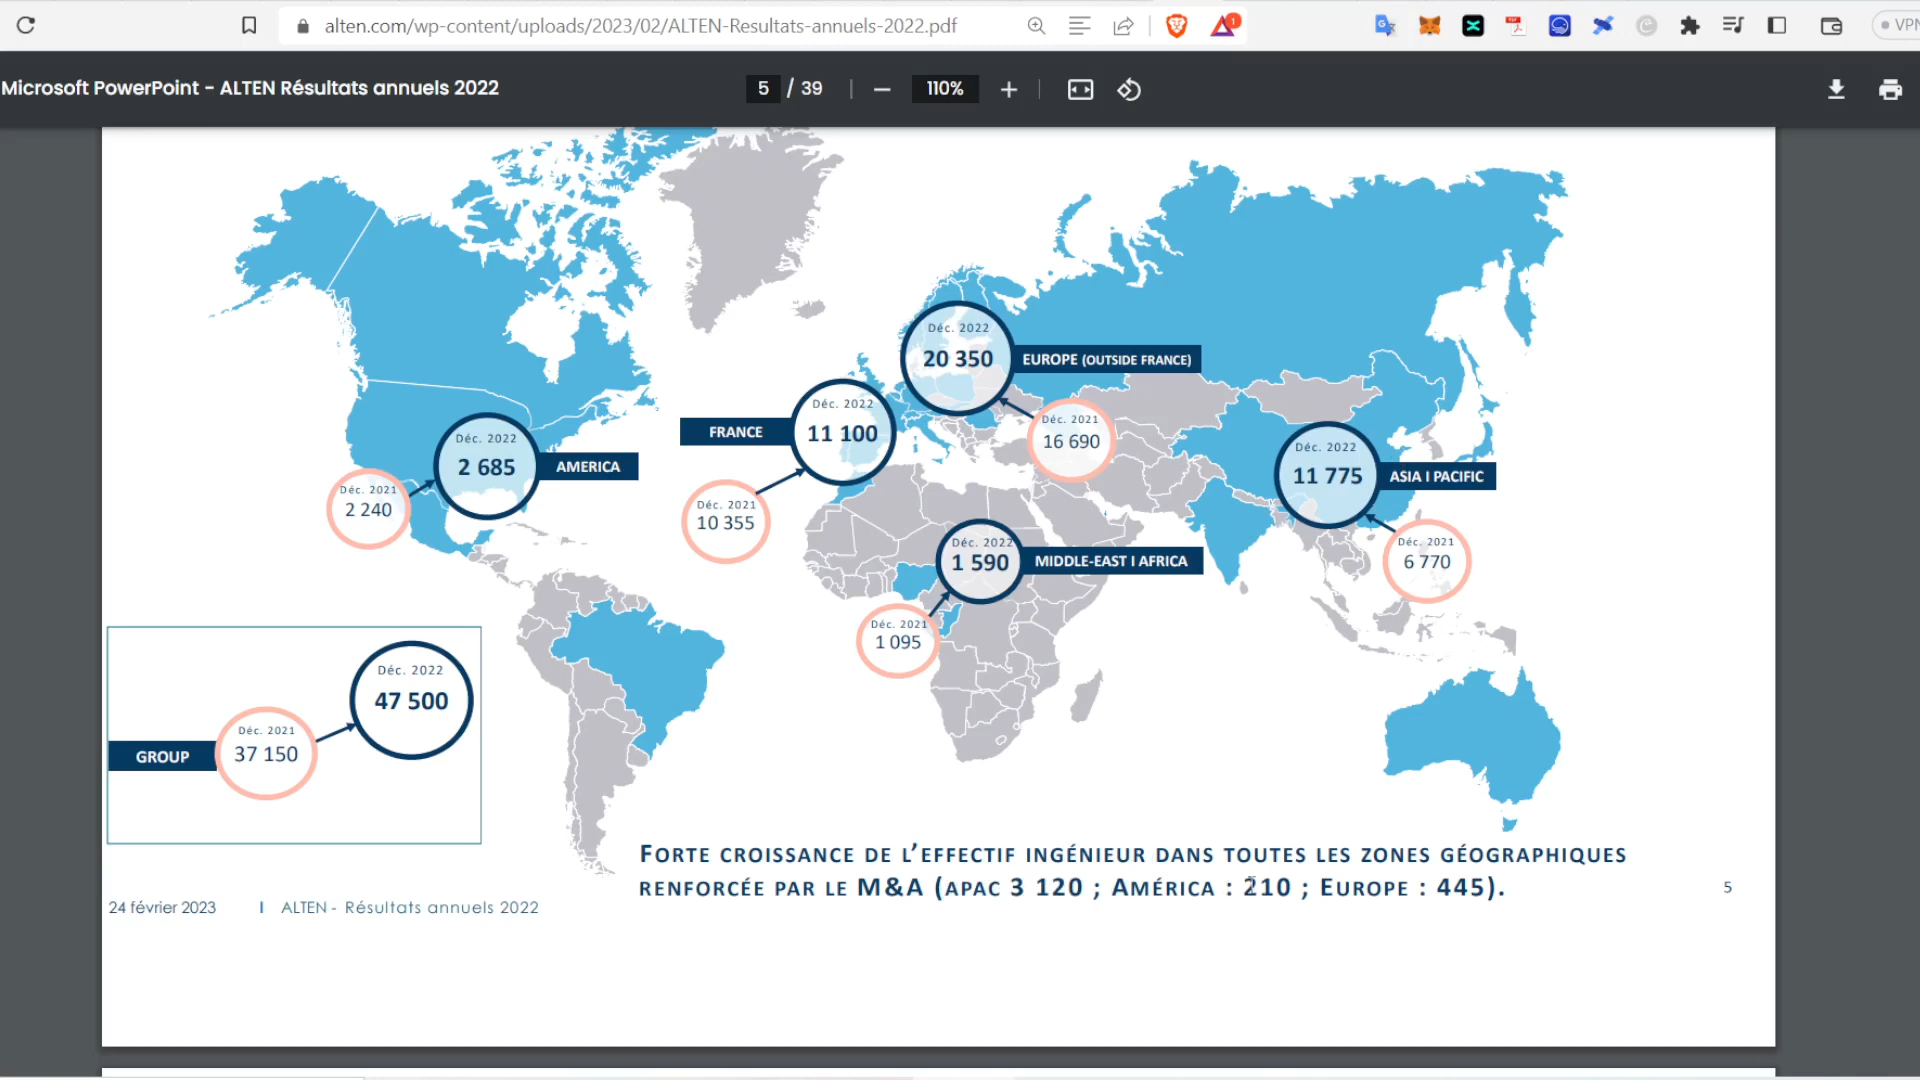 alten.com/wp-content/uploads/2023/02/ALTEN-Resultats-annuels-2022.pdf
1
Microsoft PowerPoint - ALTEN Résultats annuels 2022
5 / 39
110%
Déc. 2022
20 350
EUROPE (OUTSIDE FRANCE)
Déc. 2021
16 690
FRANCE
Déc. 2022
11 100
Déc. 2021
10 355
Déc. 2022
2 685
AMERICA
Déc. 2021
2 240
Déc. 2022
11 775
ASIA I PACIFIC
Déc. 2021
6 770
Déc. 2022
1 590
MIDDLE-EAST I AFRICA
Déc. 2021
1 095
Déc. 2022
47 500
GROUP
Déc. 2021
37 150
FORTE CROISSANCE DE L'EFFECTIF INGÉNIEUR DANS TOUTES LES ZONES GÉOGRAPHIQUES
RENFORCÉE PAR LE M&A (APAC 3 120 ; AMÉRICA : 210 ; EUROPE : 445).
24 février 2023 I ALTEN - Résultats annuels 2022
5